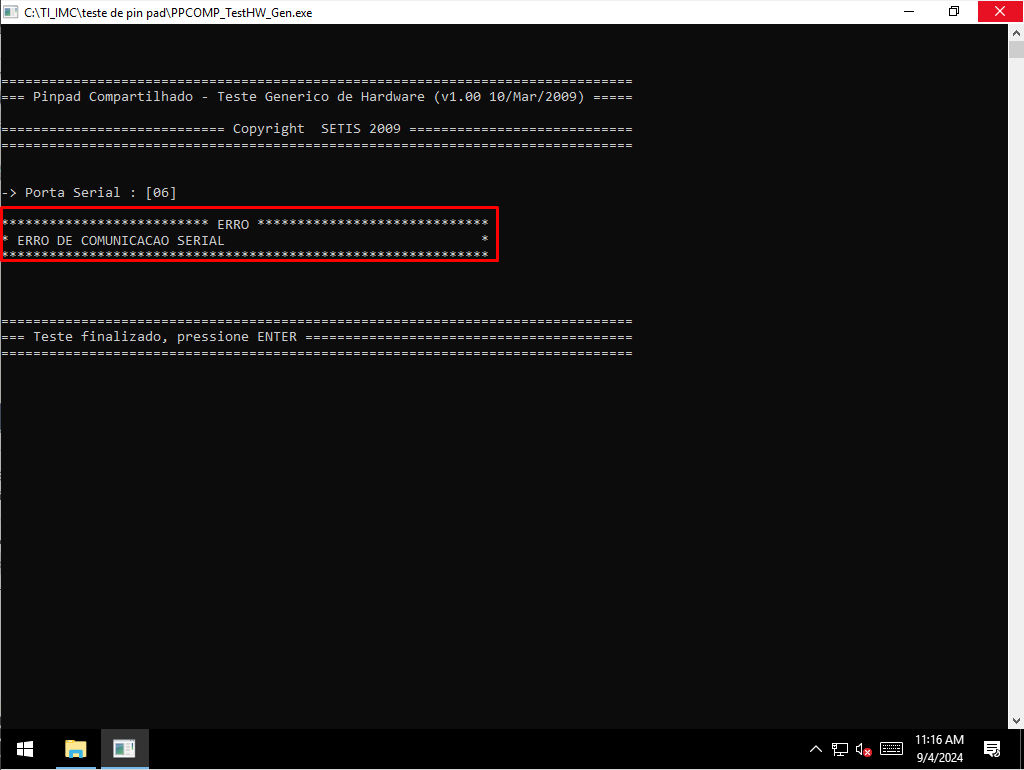 C:\TI_IMC\teste de pin pad\PPCOMP_TestHW_Gen.exe
===============================================================================
=== Pinpad Compartilhado - Teste Generico de Hardware (v1.00 10/Mar/2009) =====
============================ Copyright  SETIS 2009 ============================
===============================================================================
-> Porta Serial : [06]
************************** ERRO *****************************
* ERRO DE COMUNICACAO SERIAL                                *
*************************************************************
===============================================================================
=== Teste finalizado, pressione ENTER =========================================
===============================================================================
11:16 AM
9/4/2024